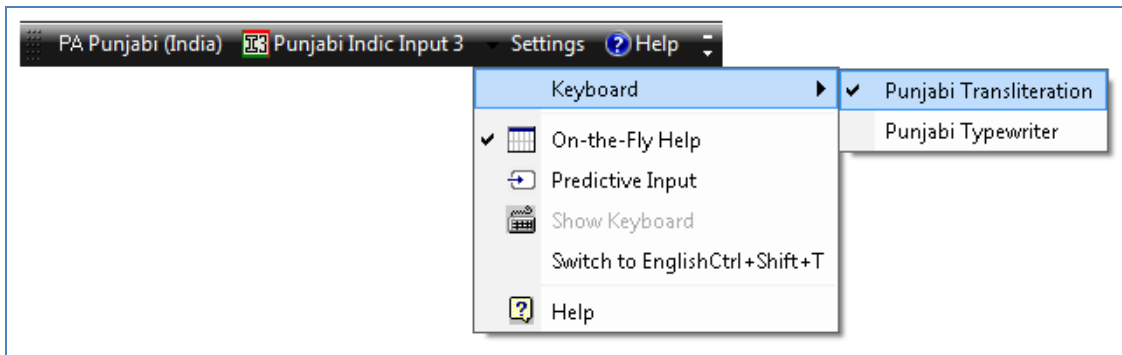 PA Punjabi (India) I3 Punjabi Indic Input 3 Settings ? Help
Keyboard
Punjabi Transliteration
Punjabi Typewriter
On-the-Fly Help
Predictive Input
Show Keyboard
Switch to EnglishCtrl+Shift+T
? Help